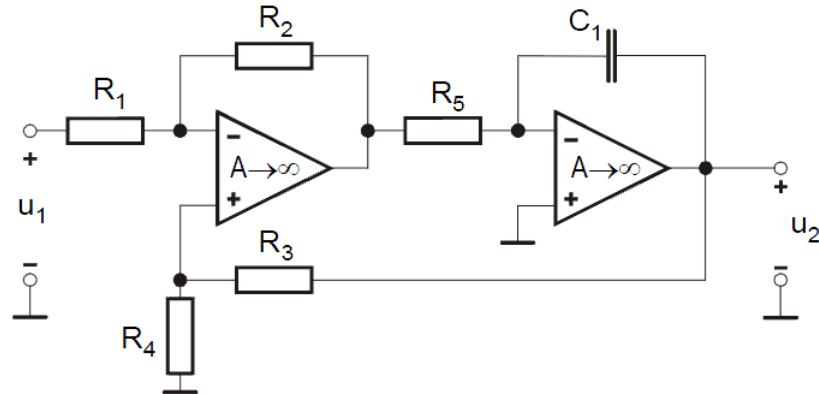 R₂
C₁
R₁
R₅
+
−
A→∞
+
−
A→∞
+
+
u₁
u₂
R₃
−
−
R₄